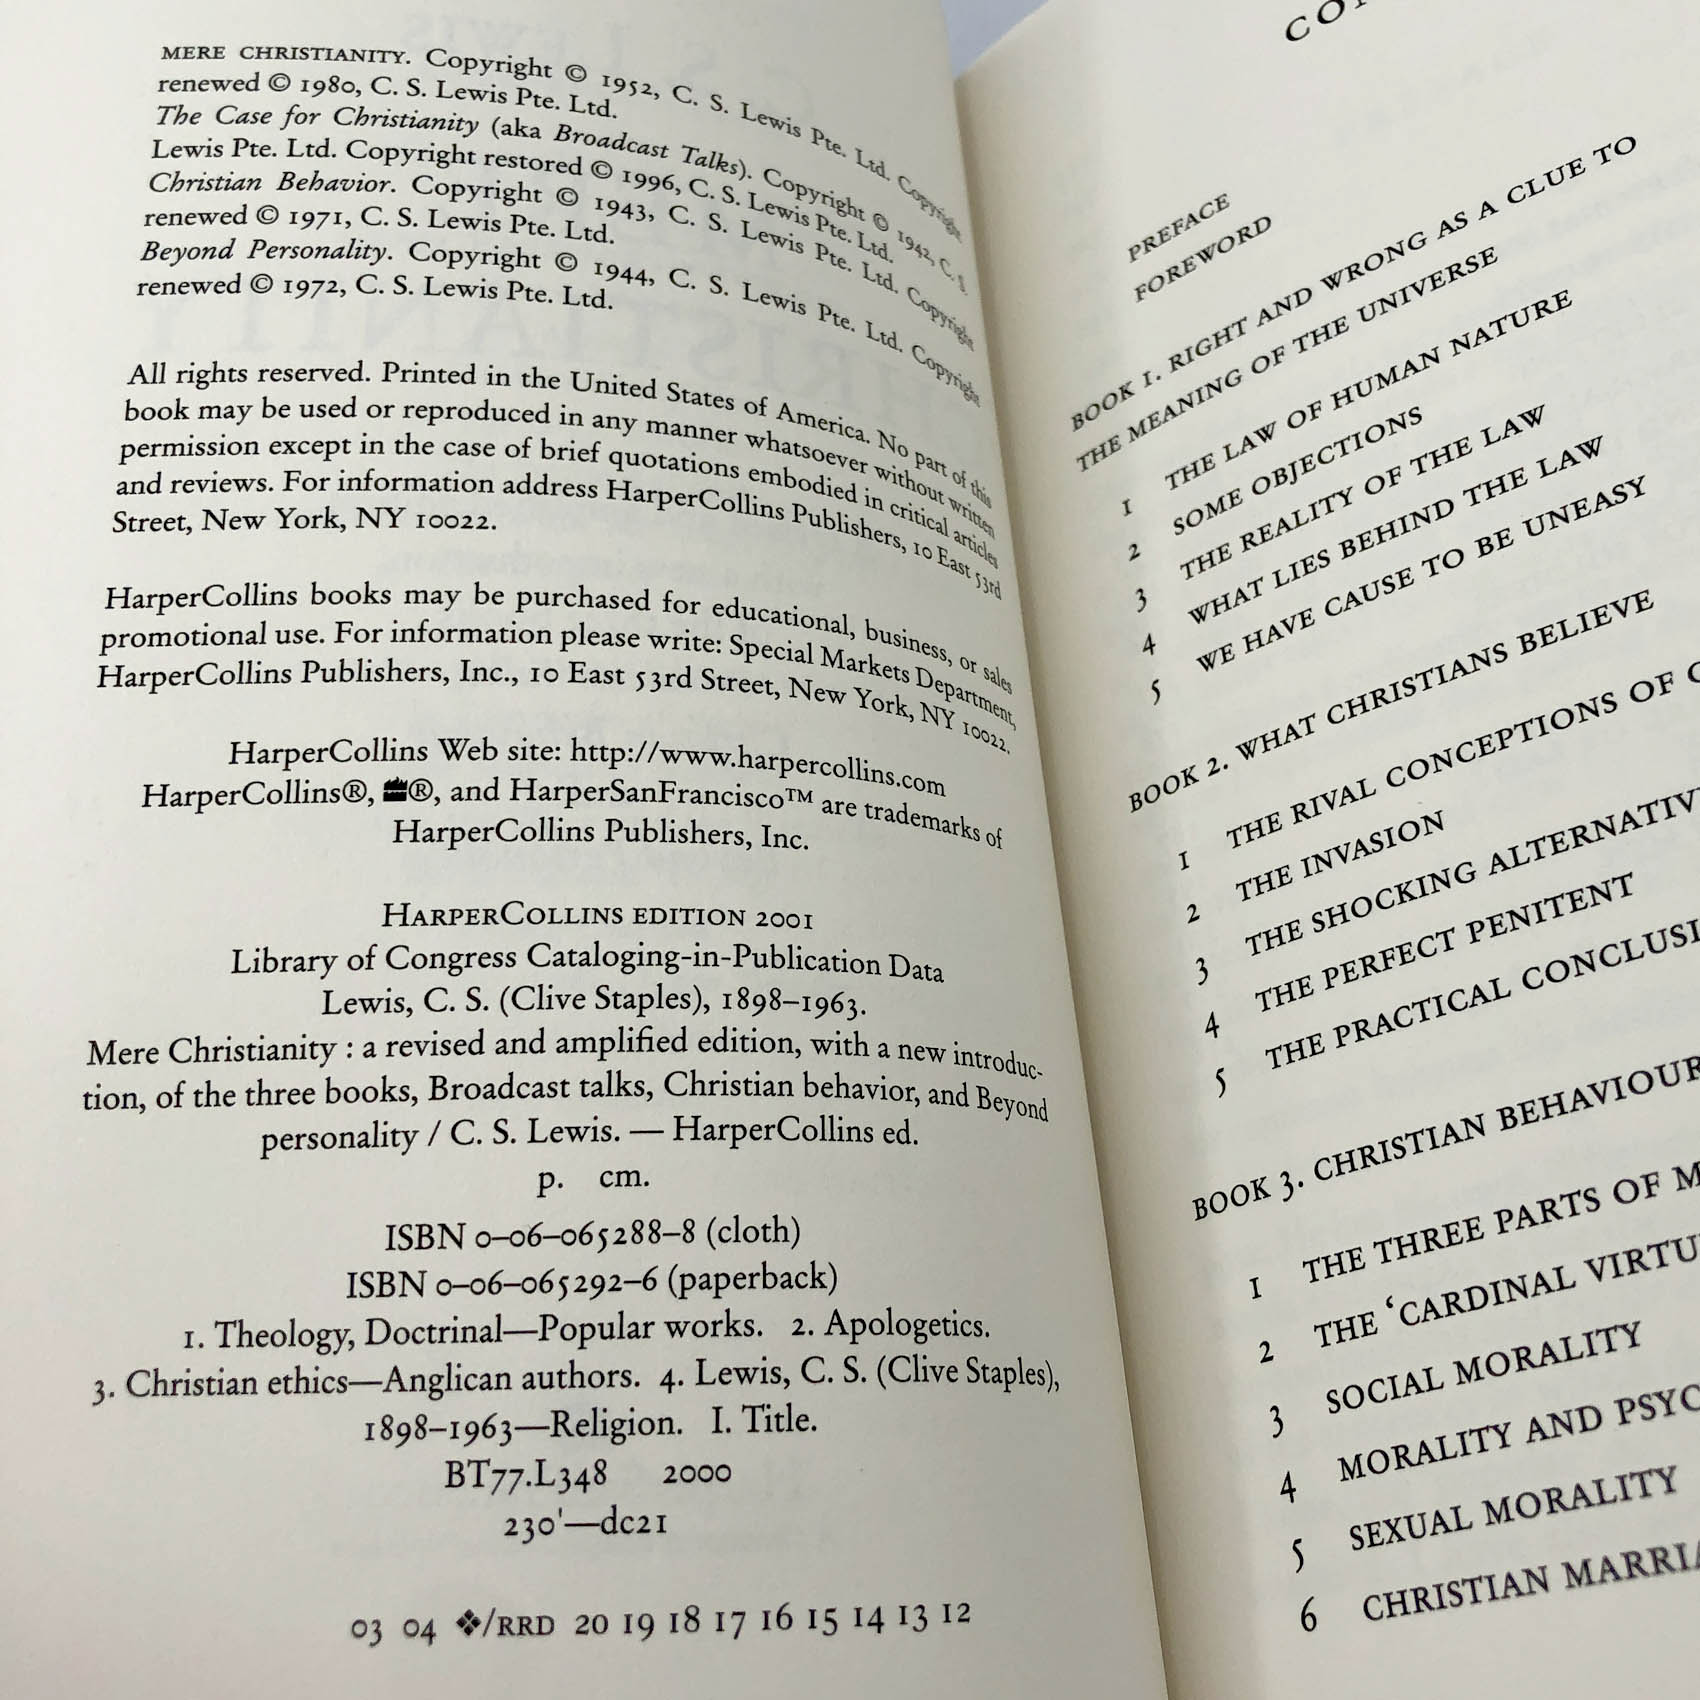 MERE CHRISTIANITY. Copyright © 1952, C. S. Lewis Pte. Ltd. Copyright
renewed © 1980, C. S. Lewis Pte. Ltd.
The Case for Christianity (aka Broadcast Talks). Copyright © 1942, C. S.
Lewis Pte. Ltd. Copyright restored © 1996, C. S. Lewis Pte. Ltd.
Christian Behavior. Copyright © 1943, C. S. Lewis Pte. Ltd. Copyright
renewed © 1971, C. S. Lewis Pte. Ltd.
Beyond Personality. Copyright © 1944, C. S. Lewis Pte. Ltd. Copyright
renewed © 1972, C. S. Lewis Pte. Ltd.
All rights reserved. Printed in the United States of America. No part of this
book may be used or reproduced in any manner whatsoever without written
permission except in the case of brief quotations embodied in critical articles
and reviews. For information address HarperCollins Publishers, 10 East 53rd
Street, New York, NY 10022.
HarperCollins books may be purchased for educational, business, or sales
promotional use. For information please write: Special Markets Department,
HarperCollins Publishers, Inc., 10 East 53rd Street, New York, NY 10022.
HarperCollins Web site: http://www.harpercollins.com
HarperCollins®, ®, and HarperSanFrancisco™ are trademarks of
HarperCollins Publishers, Inc.
HARPERCOLLINS EDITION 2001
Library of Congress Cataloging-in-Publication Data
Lewis, C. S. (Clive Staples), 1898–1963.
Mere Christianity : a revised and amplified edition, with a new introduc-
tion, of the three books, Broadcast talks, Christian behavior, and Beyond
personality / C. S. Lewis. — HarperCollins ed.
p. cm.
ISBN 0–06–065288–8 (cloth)
ISBN 0–06–065292–6 (paperback)
1. Theology, Doctrinal—Popular works. 2. Apologetics.
3. Christian ethics—Anglican authors. 4. Lewis, C. S. (Clive Staples),
1898–1963—Religion. I. Title.
BT77.L348 2000
230'—dc21
03 04 ❖/RRD 20 19 18 17 16 15 14 13 12
PREFACE
FOREWORD
BOOK 1. RIGHT AND WRONG AS A CLUE TO
THE MEANING OF THE UNIVERSE
1 THE LAW OF HUMAN NATURE
2 SOME OBJECTIONS
3 THE REALITY OF THE LAW
4 WHAT LIES BEHIND THE LAW
5 WE HAVE CAUSE TO BE UNEASY
BOOK 2. WHAT CHRISTIANS BELIEVE
1 THE RIVAL CONCEPTIONS OF
2 THE INVASION
3 THE SHOCKING ALTERNATIV
4 THE PERFECT PENITENT
5 THE PRACTICAL CONCLUSI
BOOK 3. CHRISTIAN BEHAVIOUR
1 THE THREE PARTS OF M
2 THE ‘CARDINAL VIRTU
3 SOCIAL MORALITY
4 MORALITY AND PSYC
5 SEXUAL MORALITY
6 CHRISTIAN MARRIA